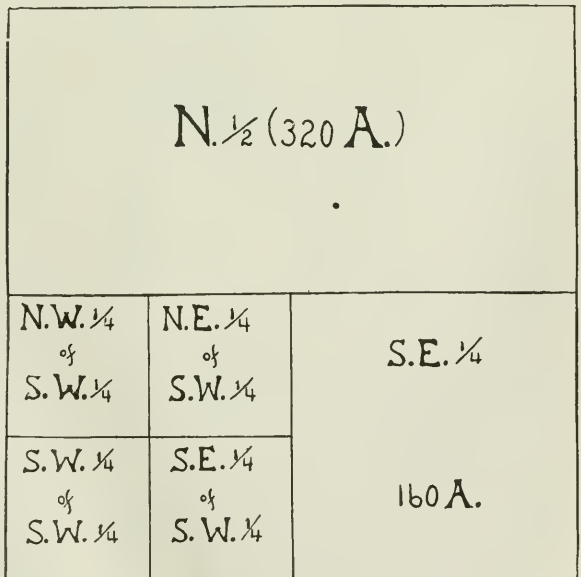 N. ½ (320 A.)
N.W. ¼
of
S.W. ¼
N.E. ¼
of
S.W. ¼
S.E. ¼
160 A.
S.W. ¼
of
S.W. ¼
S.E. ¼
of
S.W. ¼